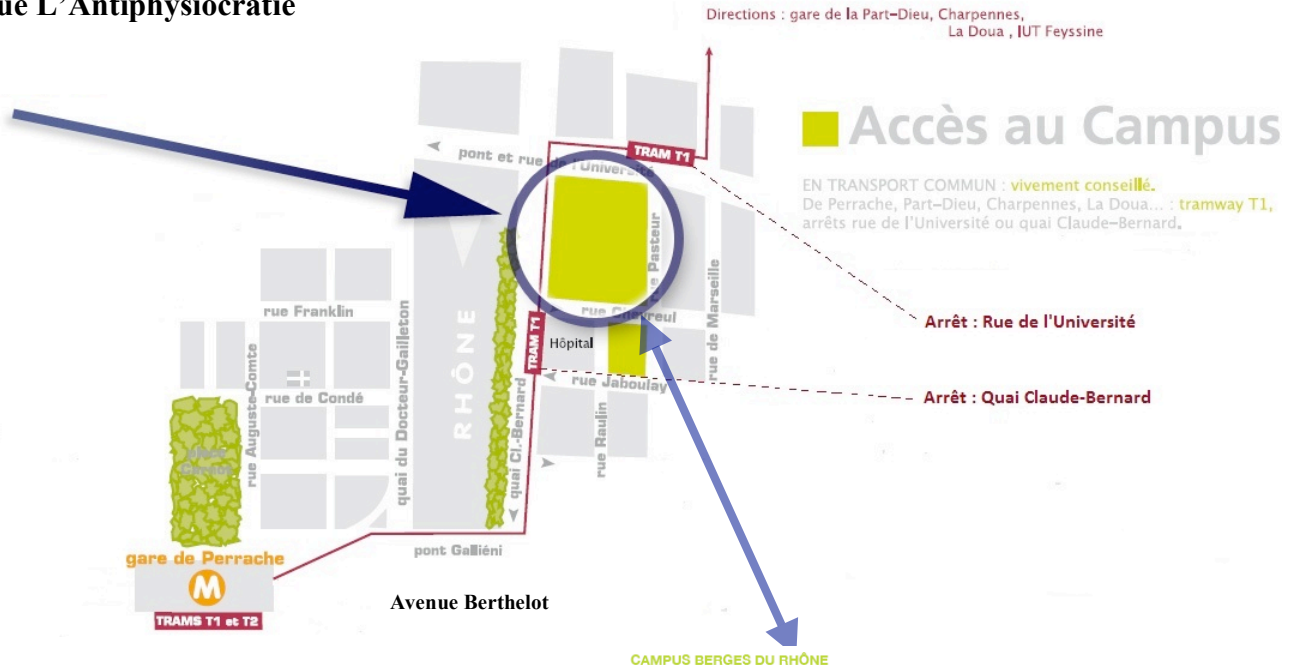 ue L'Antiphysiocratie
Directions : gare de la Part-Dieu, Charpennes,
La Doua , IUT Feyssine
Accès au Campus
EN TRANSPORT COMMUN : vivement conseillé.
De Perrache, Part-Dieu, Charpennes, La Doua... : tramway T1,
arrêts rue de l'Université ou quai Claude-Bernard.
TRAM T1
pont et rue de l'Université
rue Pasteur
rue de Marseille
rue Chevreul
RHÔNE
rue Franklin
quai du Docteur-Gailleton
Arrêt : Rue de l'Université
TRAM T1
Hôpital
rue Jaboulay
rue Auguste-Comte
rue de Condé
Arrêt : Quai Claude-Bernard
quai Cl.-Bernard
rue Raulin
place
Carnot
pont Galliéni
gare de Perrache
M
TRAMS T1 et T2
Avenue Berthelot
CAMPUS BERGES DU RHÔNE